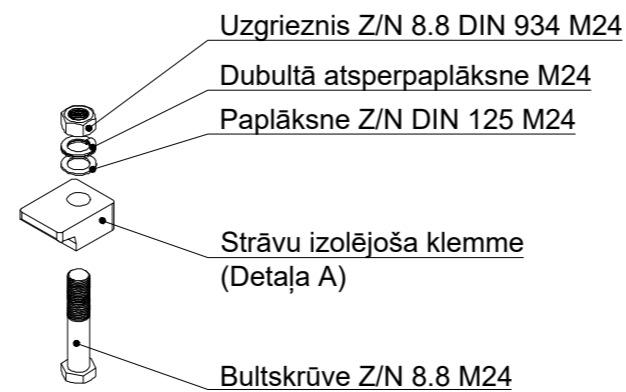 Uzgrieznis Z/N 8.8 DIN 934 M24
Dubultā atsperpaplāksne M24
Paplāksne Z/N DIN 125 M24
Strāvu izolējoša klemme
(Detaļa A)
Bultskrūve Z/N 8.8 M24